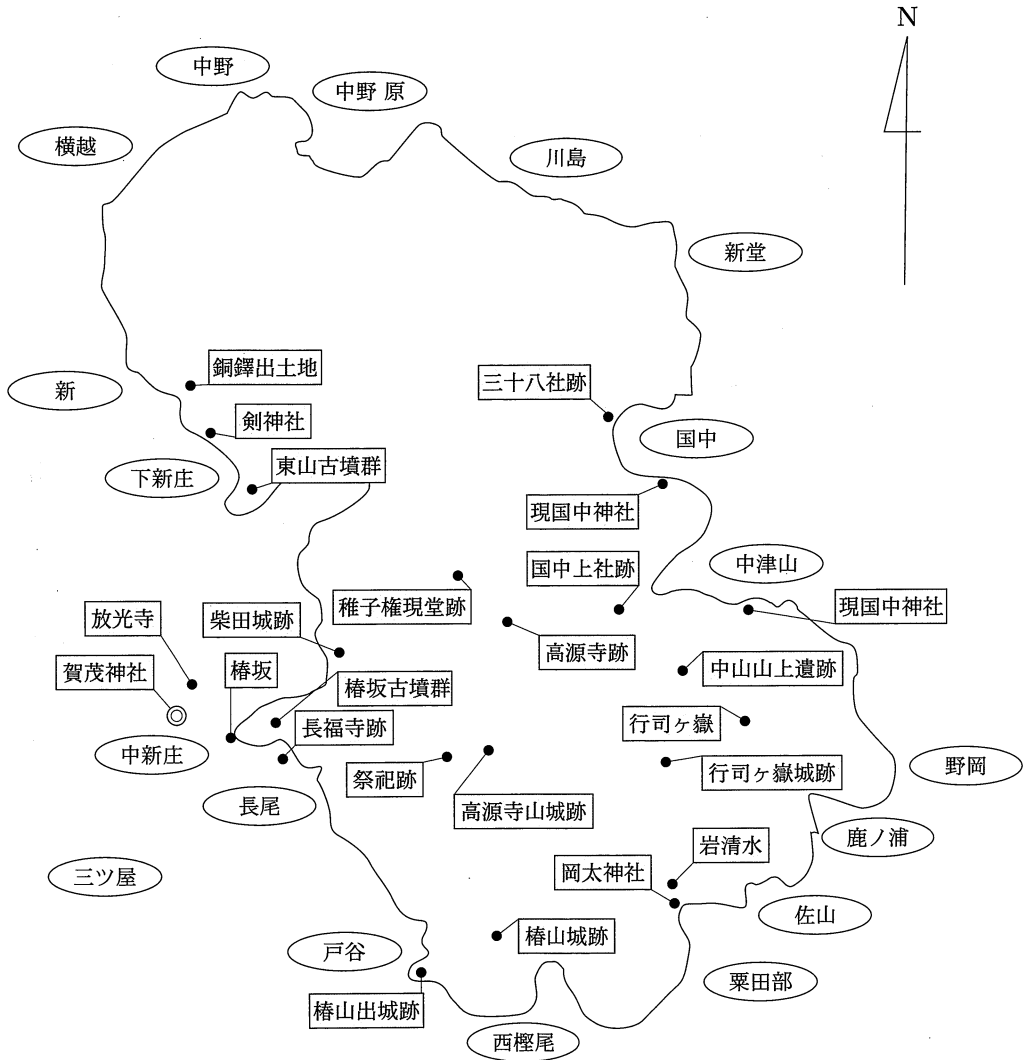 N
中野
中野 原
横越
川島
新堂
銅鐸出土地
三十八社跡
新
剣神社
国中
下新庄
東山古墳群
現国中神社
国中上社跡
中津山
稚子権現堂跡
放光寺
柴田城跡
現国中神社
高源寺跡
賀茂神社
椿坂
中山山上遺跡
椿坂古墳群
長福寺跡
行司ヶ嶽
中新庄
祭祀跡
行司ヶ嶽城跡
野岡
長尾
高源寺山城跡
鹿ノ浦
岩清水
三ツ屋
岡太神社
佐山
椿山城跡
戸谷
粟田部
椿山出城跡
西樫尾